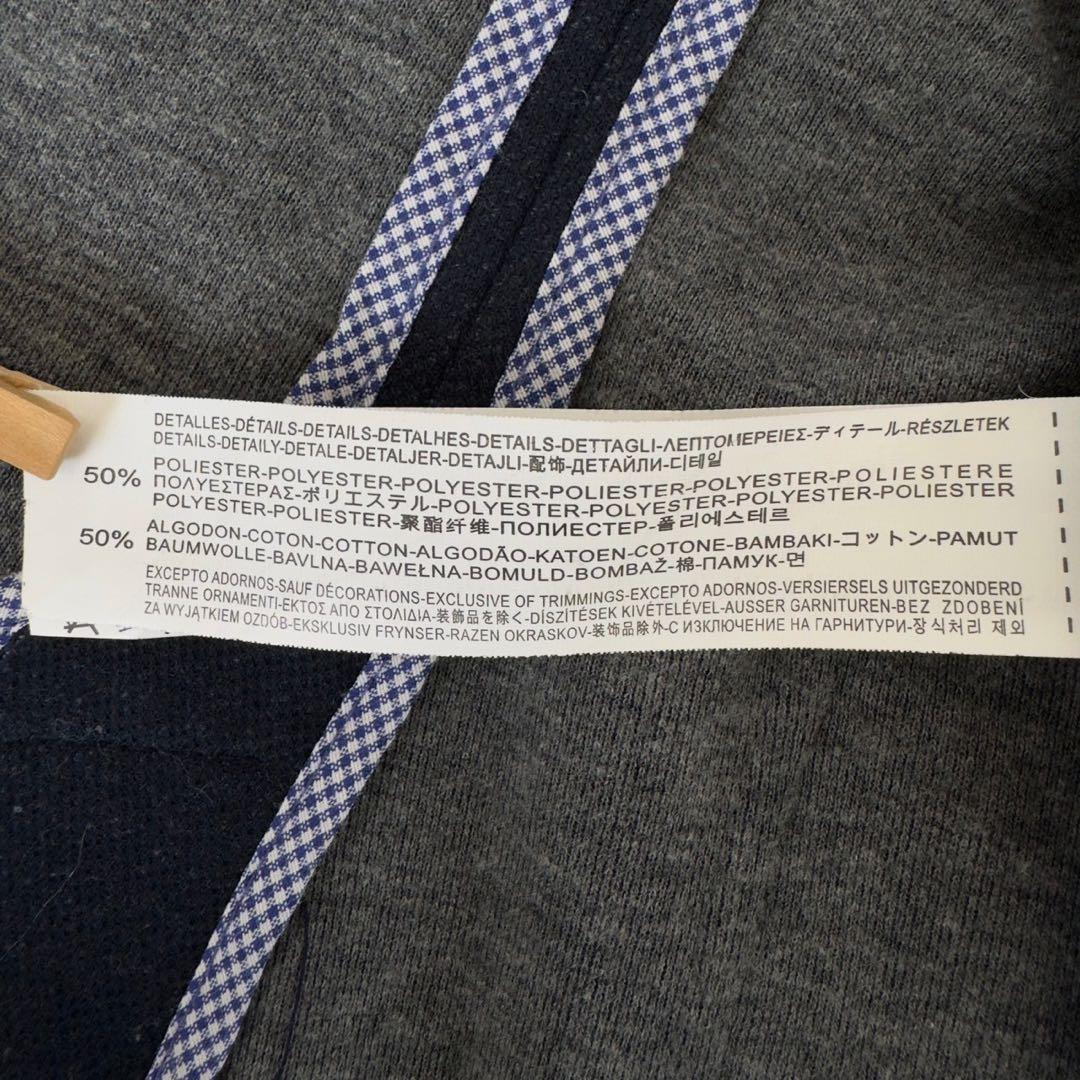 DETALLES-DÉTAILS-DETAILS-DETALHES-DETAILS-DETTAGLI-ΛΕΠΤΟΜΕΡΕΙΕΣ-ディテール-RÉSZLETEK
DETAILS-DETAILY-DETALE-DETALJER-DETAJLI-配饰-ДЕТАЙЛИ-디테일
50% POLIESTER-POLYESTER-POLYESTER-POLIESTER-POLYESTER-POLIESTERE
ΠΟΛΥΕΣΤΕΡΑΣ-ポリエステル-POLYESTER-POLYESTER-POLYESTER-POLIESTER
POLYESTER-POLIESTER-聚酯纤维-ПОЛИЕСТЕР-폴리에스테르
50% ALGODON-COTON-COTTON-ALGODÃO-KATOEN-COTONE-BAMBAKI-コットン-PAMUT
BAUMWOLLE-BAVLNA-BAWEŁNA-BOMULD-BOMBAŽ-棉-ПАМУК-면
EXCEPTO ADORNOS-SAUF DÉCORATIONS-EXCLUSIVE OF TRIMMINGS-EXCEPTO ADORNOS-VERSIERSELS UITGEZONDERD
TRANNE ORNAMENTI-ΕΚΤΟΣ ΑΠΟ ΣΤΟΛΙΔΙΑ-装飾品を除く-DÍSZÍTÉSEK KIVÉTELÉVEL-AUSSER GARNITUREN-BEZ ZDOBENÍ
ZA WYJĄTKIEM OZDÓB-EKSKLUSIV FRYNSER-RAZEN OKRASKOV-装饰品除外-С ИЗКЛЮЧЕНИЕ НА ГАРНИТУРИ-장식처리 제외